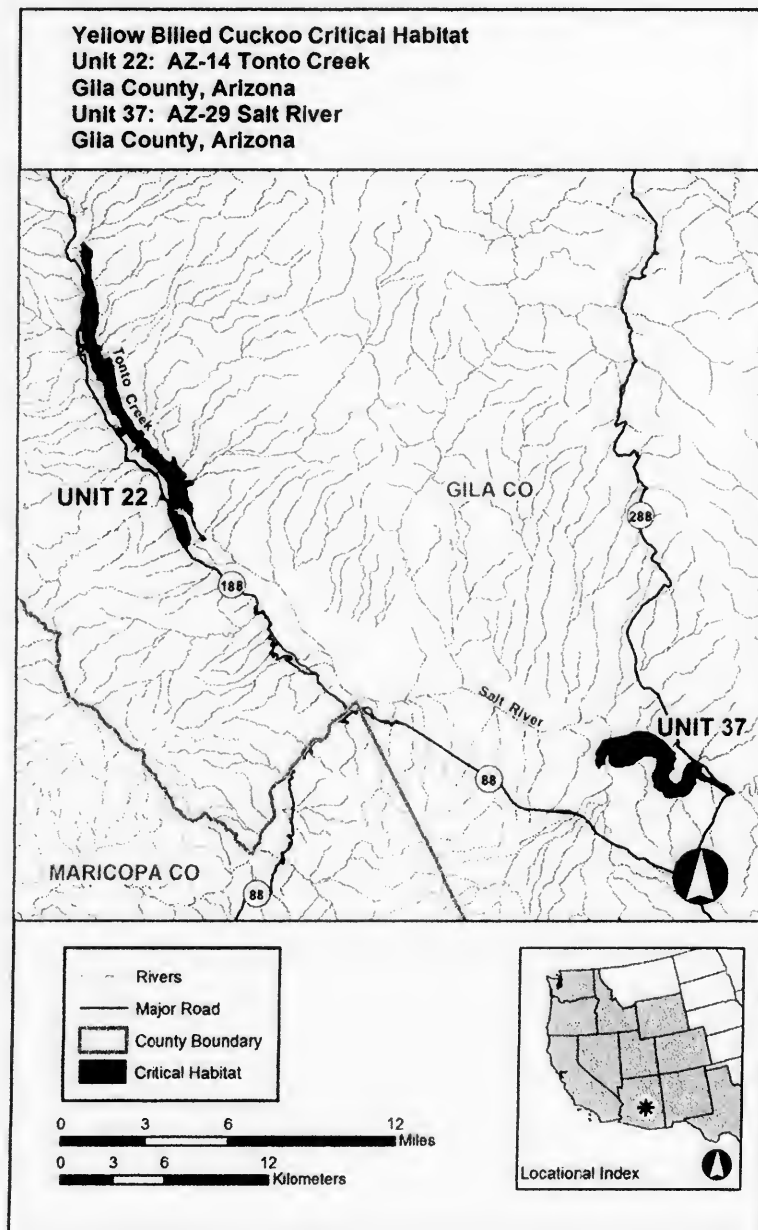 Yellow Billed Cuckoo Critical Habitat
Unit 22: AZ-14 Tonto Creek
Gila County, Arizona
Unit 37: AZ-29 Salt River
Gila County, Arizona
Tonto Creek
UNIT 22
GILA CO
288
188
Salt River
UNIT 37
88
MARICOPA CO
88
Rivers
Major Road
County Boundary
Critical Habitat
0 3 6 12
Miles
0 3 6 12
Kilometers
Locational Index